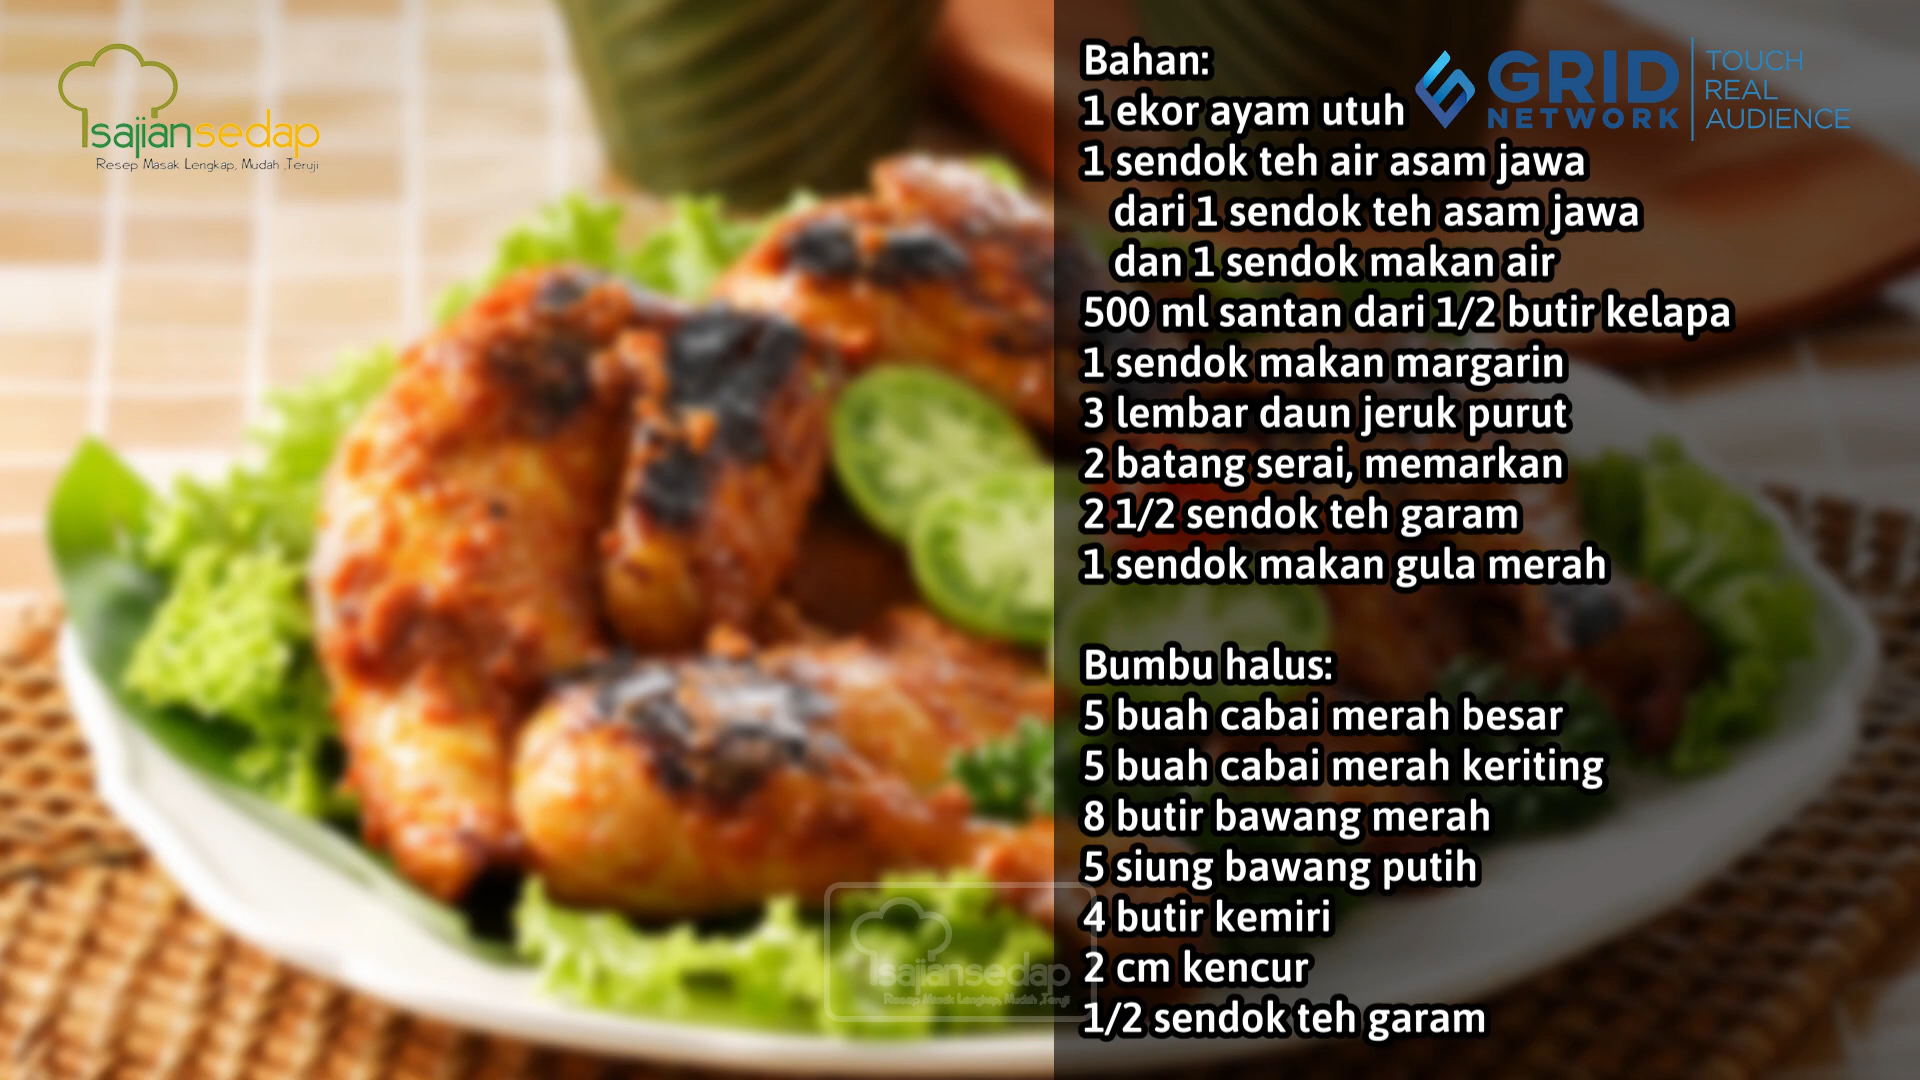 sajiansedap
Resep Masak Lengkap, Mudah ,Teruji
GRID
NETWORK
TOUCH
REAL
AUDIENCE
Bahan:
1 ekor ayam utuh
1 sendok teh air asam jawa
dari 1 sendok teh asam jawa
dan 1 sendok makan air
500 ml santan dari 1/2 butir kelapa
1 sendok makan margarin
3 lembar daun jeruk purut
2 batang serai, memarkan
2 1/2 sendok teh garam
1 sendok makan gula merah
Bumbu halus:
5 buah cabai merah besar
5 buah cabai merah keriting
8 butir bawang merah
5 siung bawang putih
4 butir kemiri
2 cm kencur
1/2 sendok teh garam
sajiansedap
Resep Masak Lengkap, Mudah ,Teruji